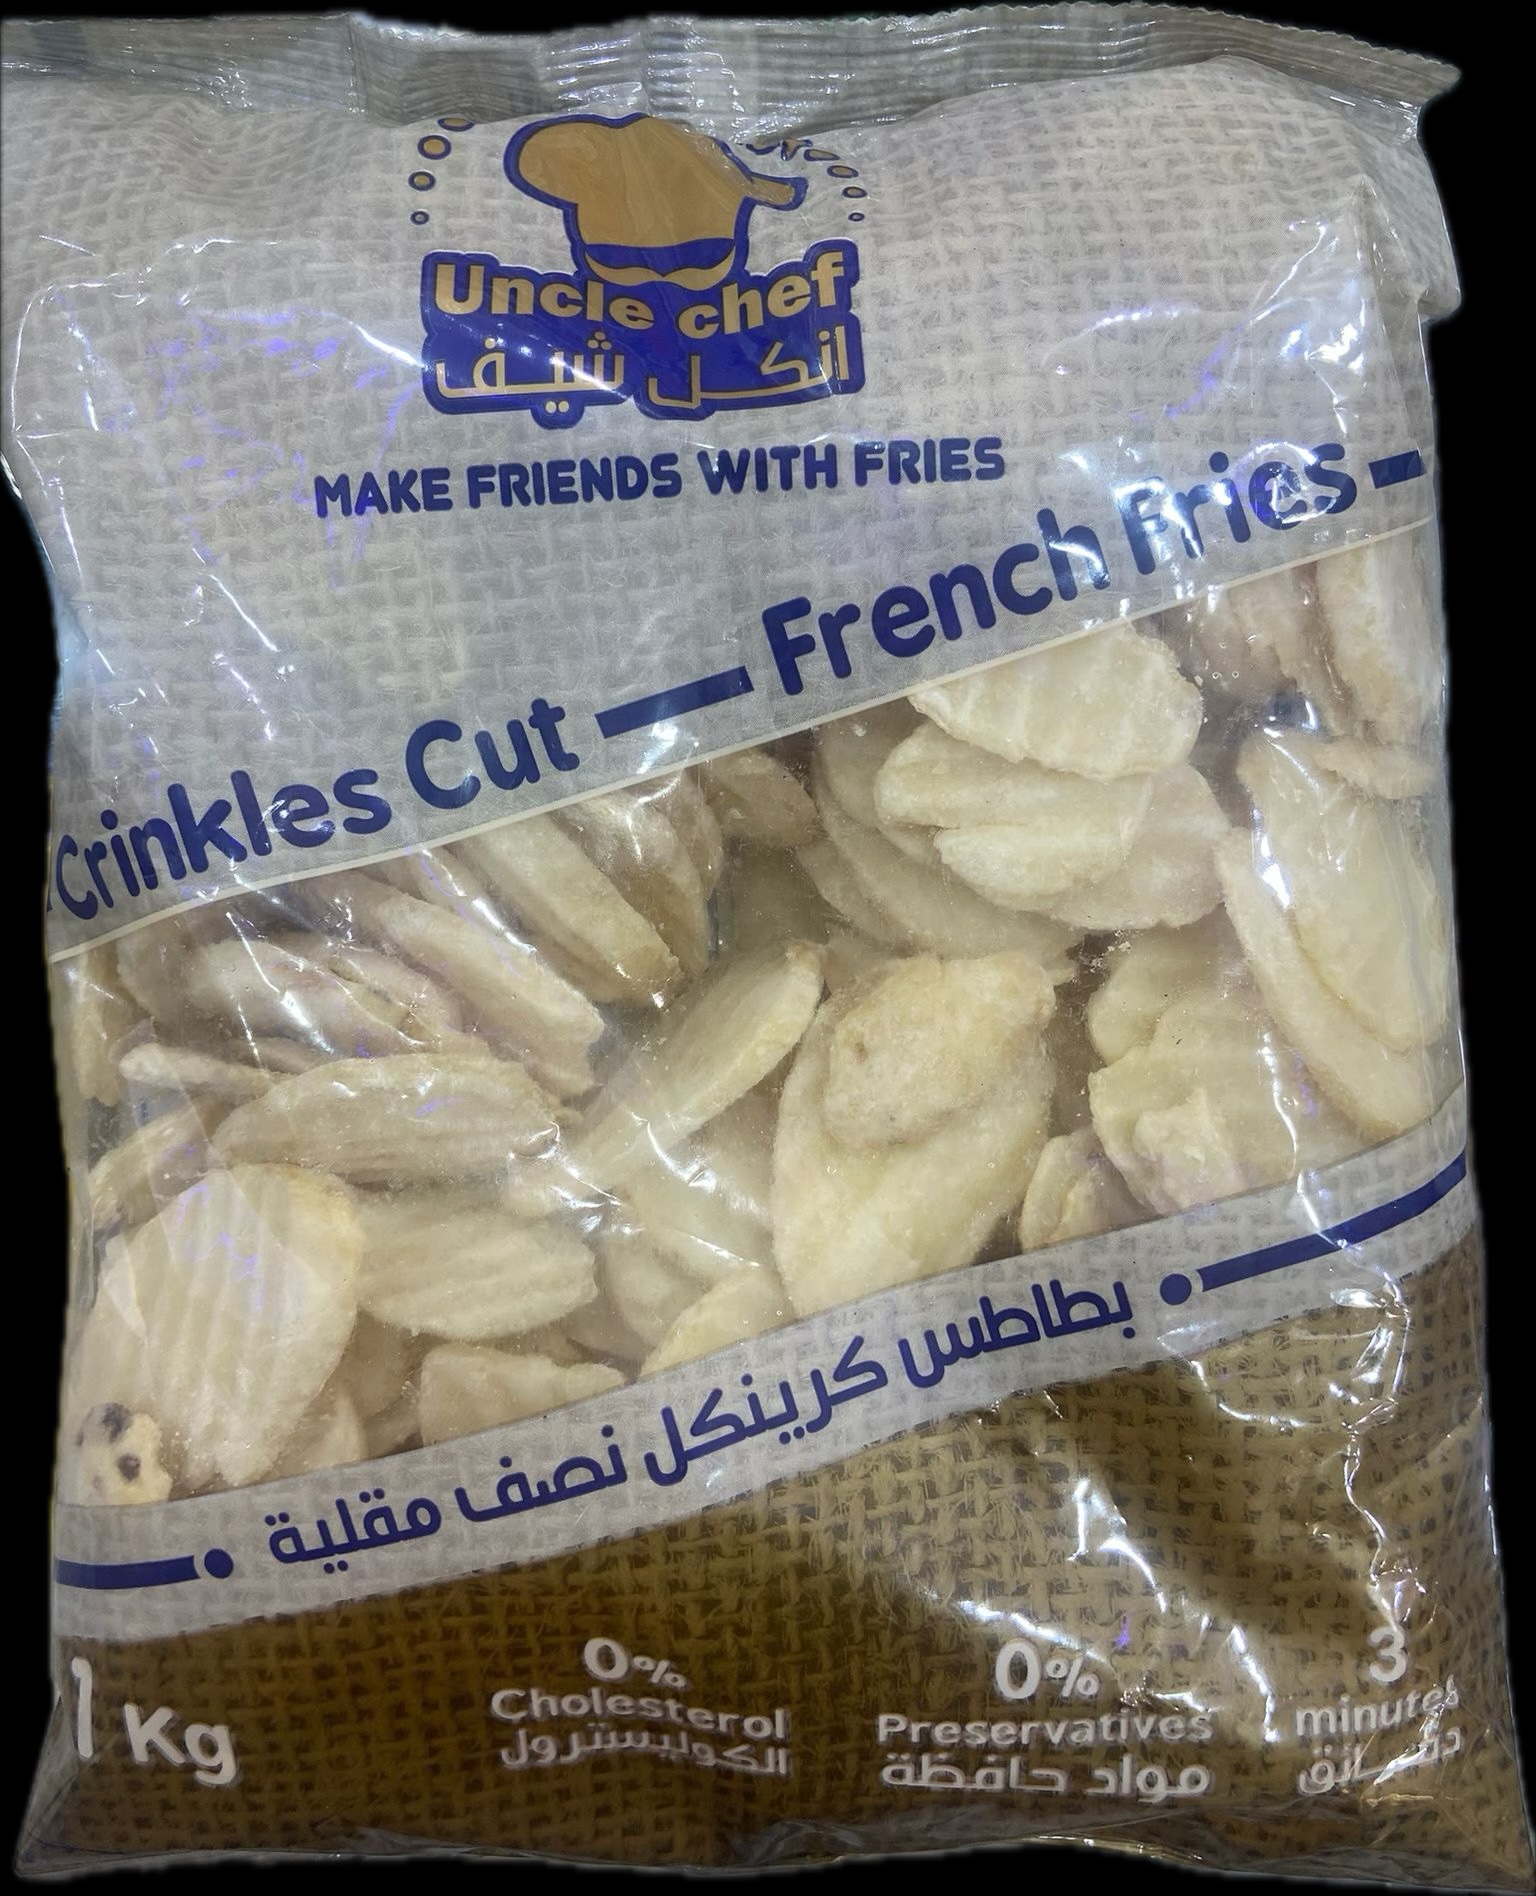 Uncle chef
انكل شيف
MAKE FRIENDS WITH FRIES
Crinkles Cut — French Fries —
بطاطس كرينكل نصف مقلية
1 Kg
0%
Cholesterol
الكوليسترول
0%
Preservatives
مواد حافظة
3
minutes
دقــائق